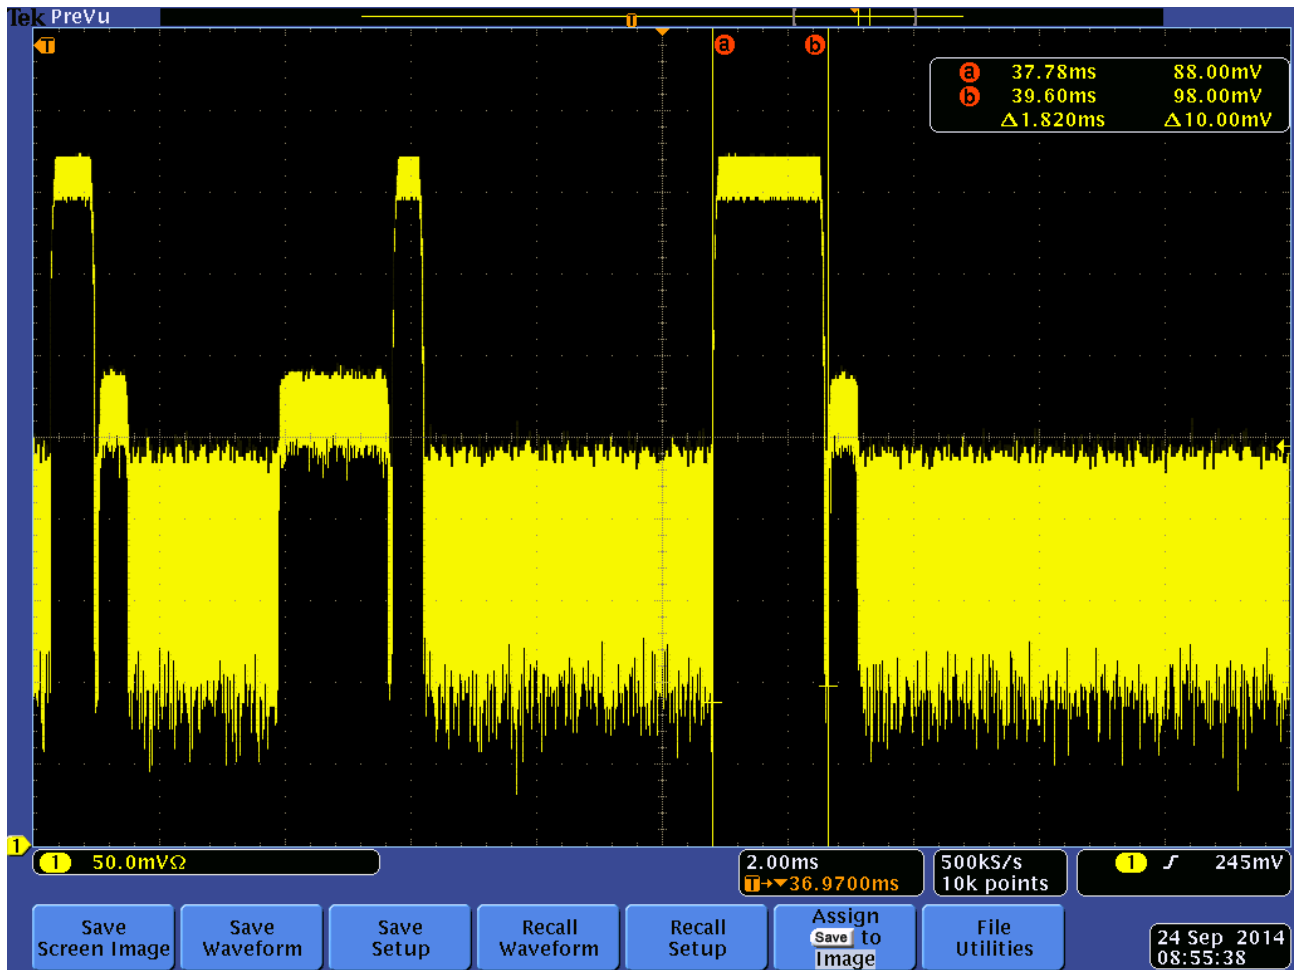 Tek PreVu
T
T
a
b
a 37.78ms 88.00mV
b 39.60ms 98.00mV
Δ1.820ms Δ10.00mV
1
1 50.0mVΩ
2.00ms
T→▼36.9700ms
500kS/s
10k points
1 245mV
Save
Screen Image
Save
Waveform
Save
Setup
Recall
Waveform
Recall
Setup
Assign
Save to
Image
File
Utilities
24 Sep 2014
08:55:38